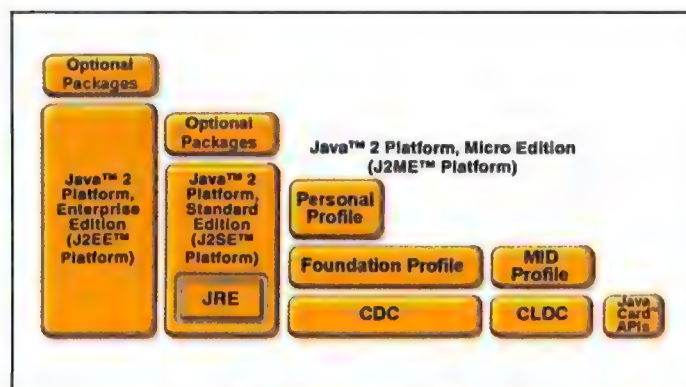 Optional
Packages
Java™ 2
Platform,
Enterprise
Edition
(J2EE™
Platform)
Optional
Packages
Java™ 2
Platform,
Standard
Edition
(J2SE™
Platform)
JRE
Java™ 2 Platform, Micro Edition
(J2ME™ Platform)
Personal
Profile
Foundation Profile
MID
Profile
CDC
CLDC
Java
Card™
APIs